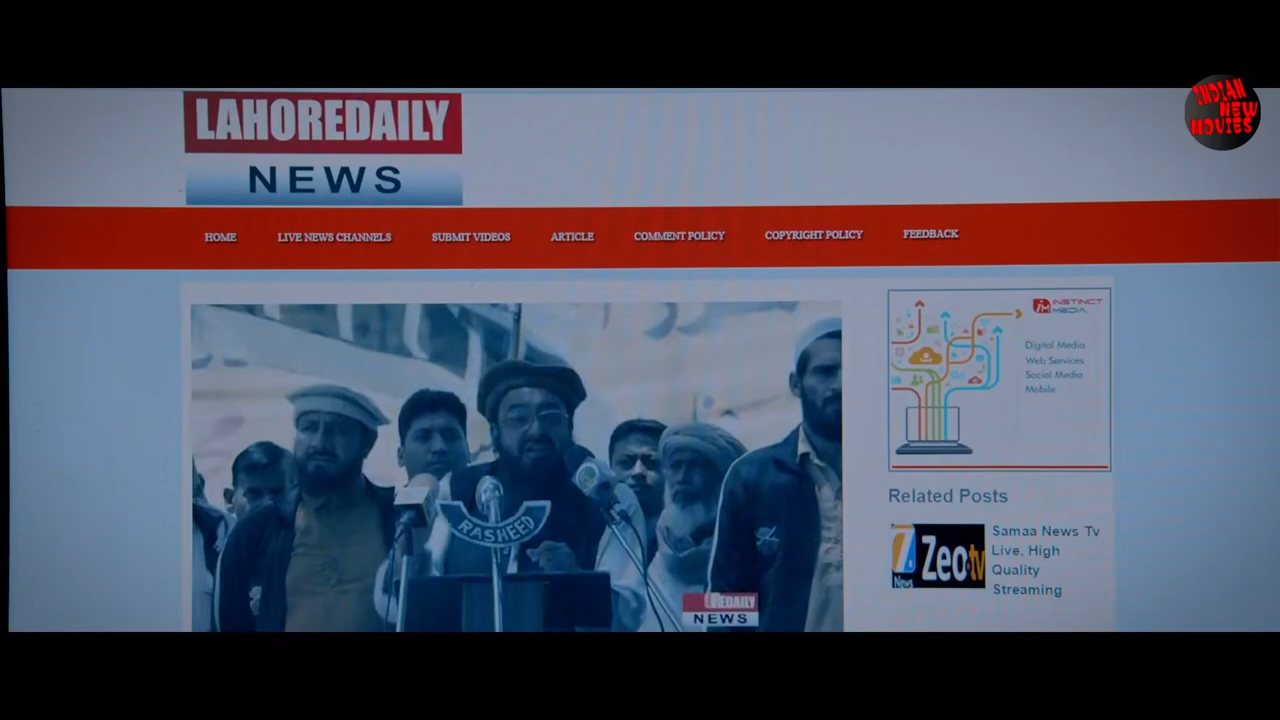 INDIAN
NEW
MOVIES
LAHOREDAILY
NEWS
HOME LIVE NEWS CHANNELS SUBMIT VIDEOS ARTICLE COMMENT POLICY COPYRIGHT POLICY FEEDBACK
INSTINCT
MEDIA
Digital Media
Web Services
Social Media
Mobile
RASHEED
REDAILY
NEWS
Related Posts
Z
News
Zeo.tv
Samaa News Tv
Live, High
Quality
Streaming